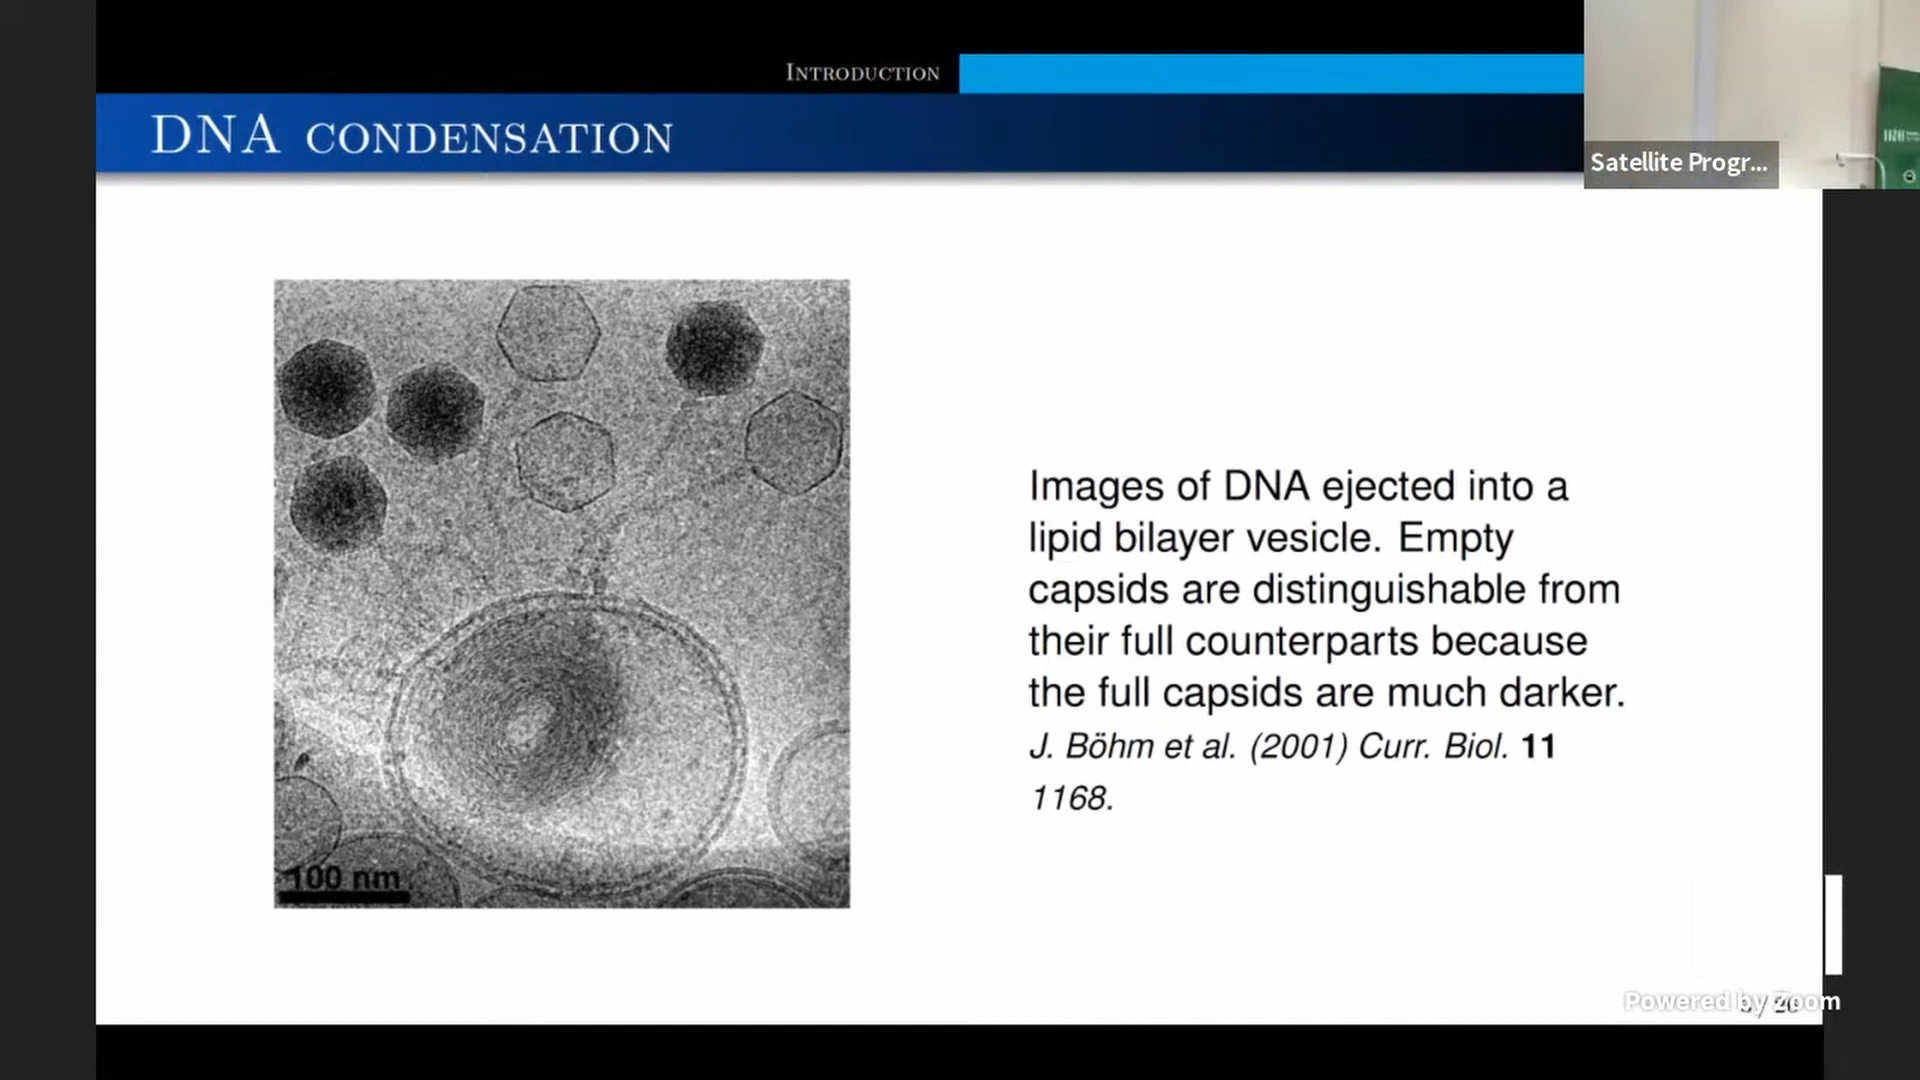 INTRODUCTION
DNA CONDENSATION
Satellite Progr...
Images of DNA ejected into a
lipid bilayer vesicle. Empty
capsids are distinguishable from
their full counterparts because
the full capsids are much darker.
J. Böhm et al. (2001) Curr. Biol. 11
1168.
100 nm
Powered by Zoom